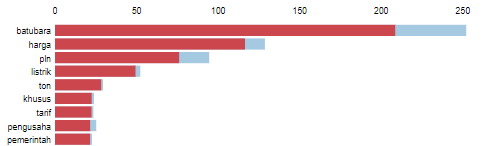 0 50 100 150 200 250
batubara
harga
pln
listrik
ton
khusus
tarif
pengusaha
pemerintah